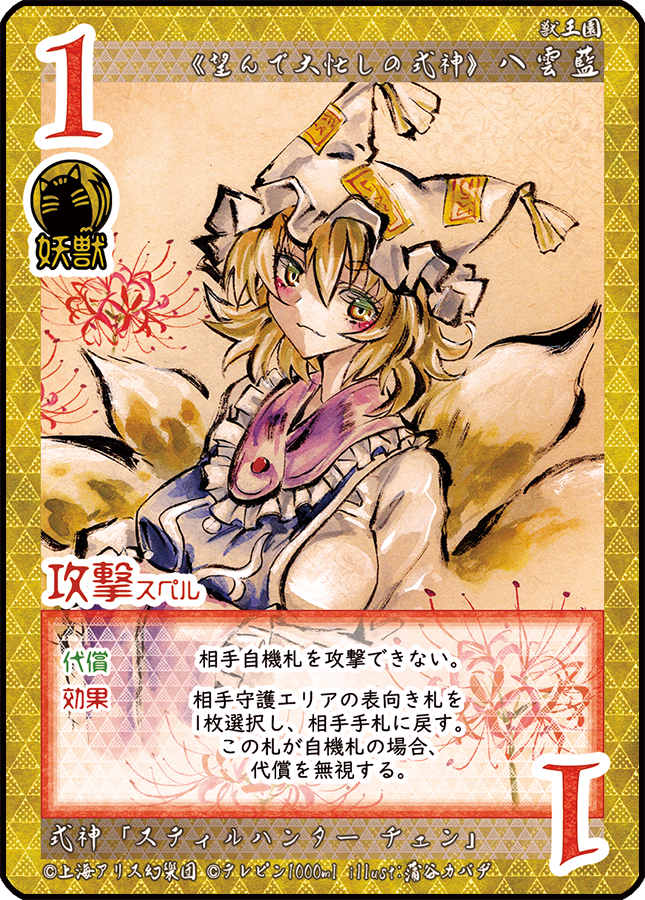 獣王園
1
《望んで大忙しの式神》 八雲藍
妖獣
攻撃スペル
代償 相手自機札を攻撃できない。
効果 相手守護エリアの表向き札を
1枚選択し、相手手札に戻す。
この札が自機札の場合、
代償を無視する。
1
式神「スティルハンター チェン」
©上海アリス幻樂団 ©テレピン1000ml illust:蒲谷カバヂ